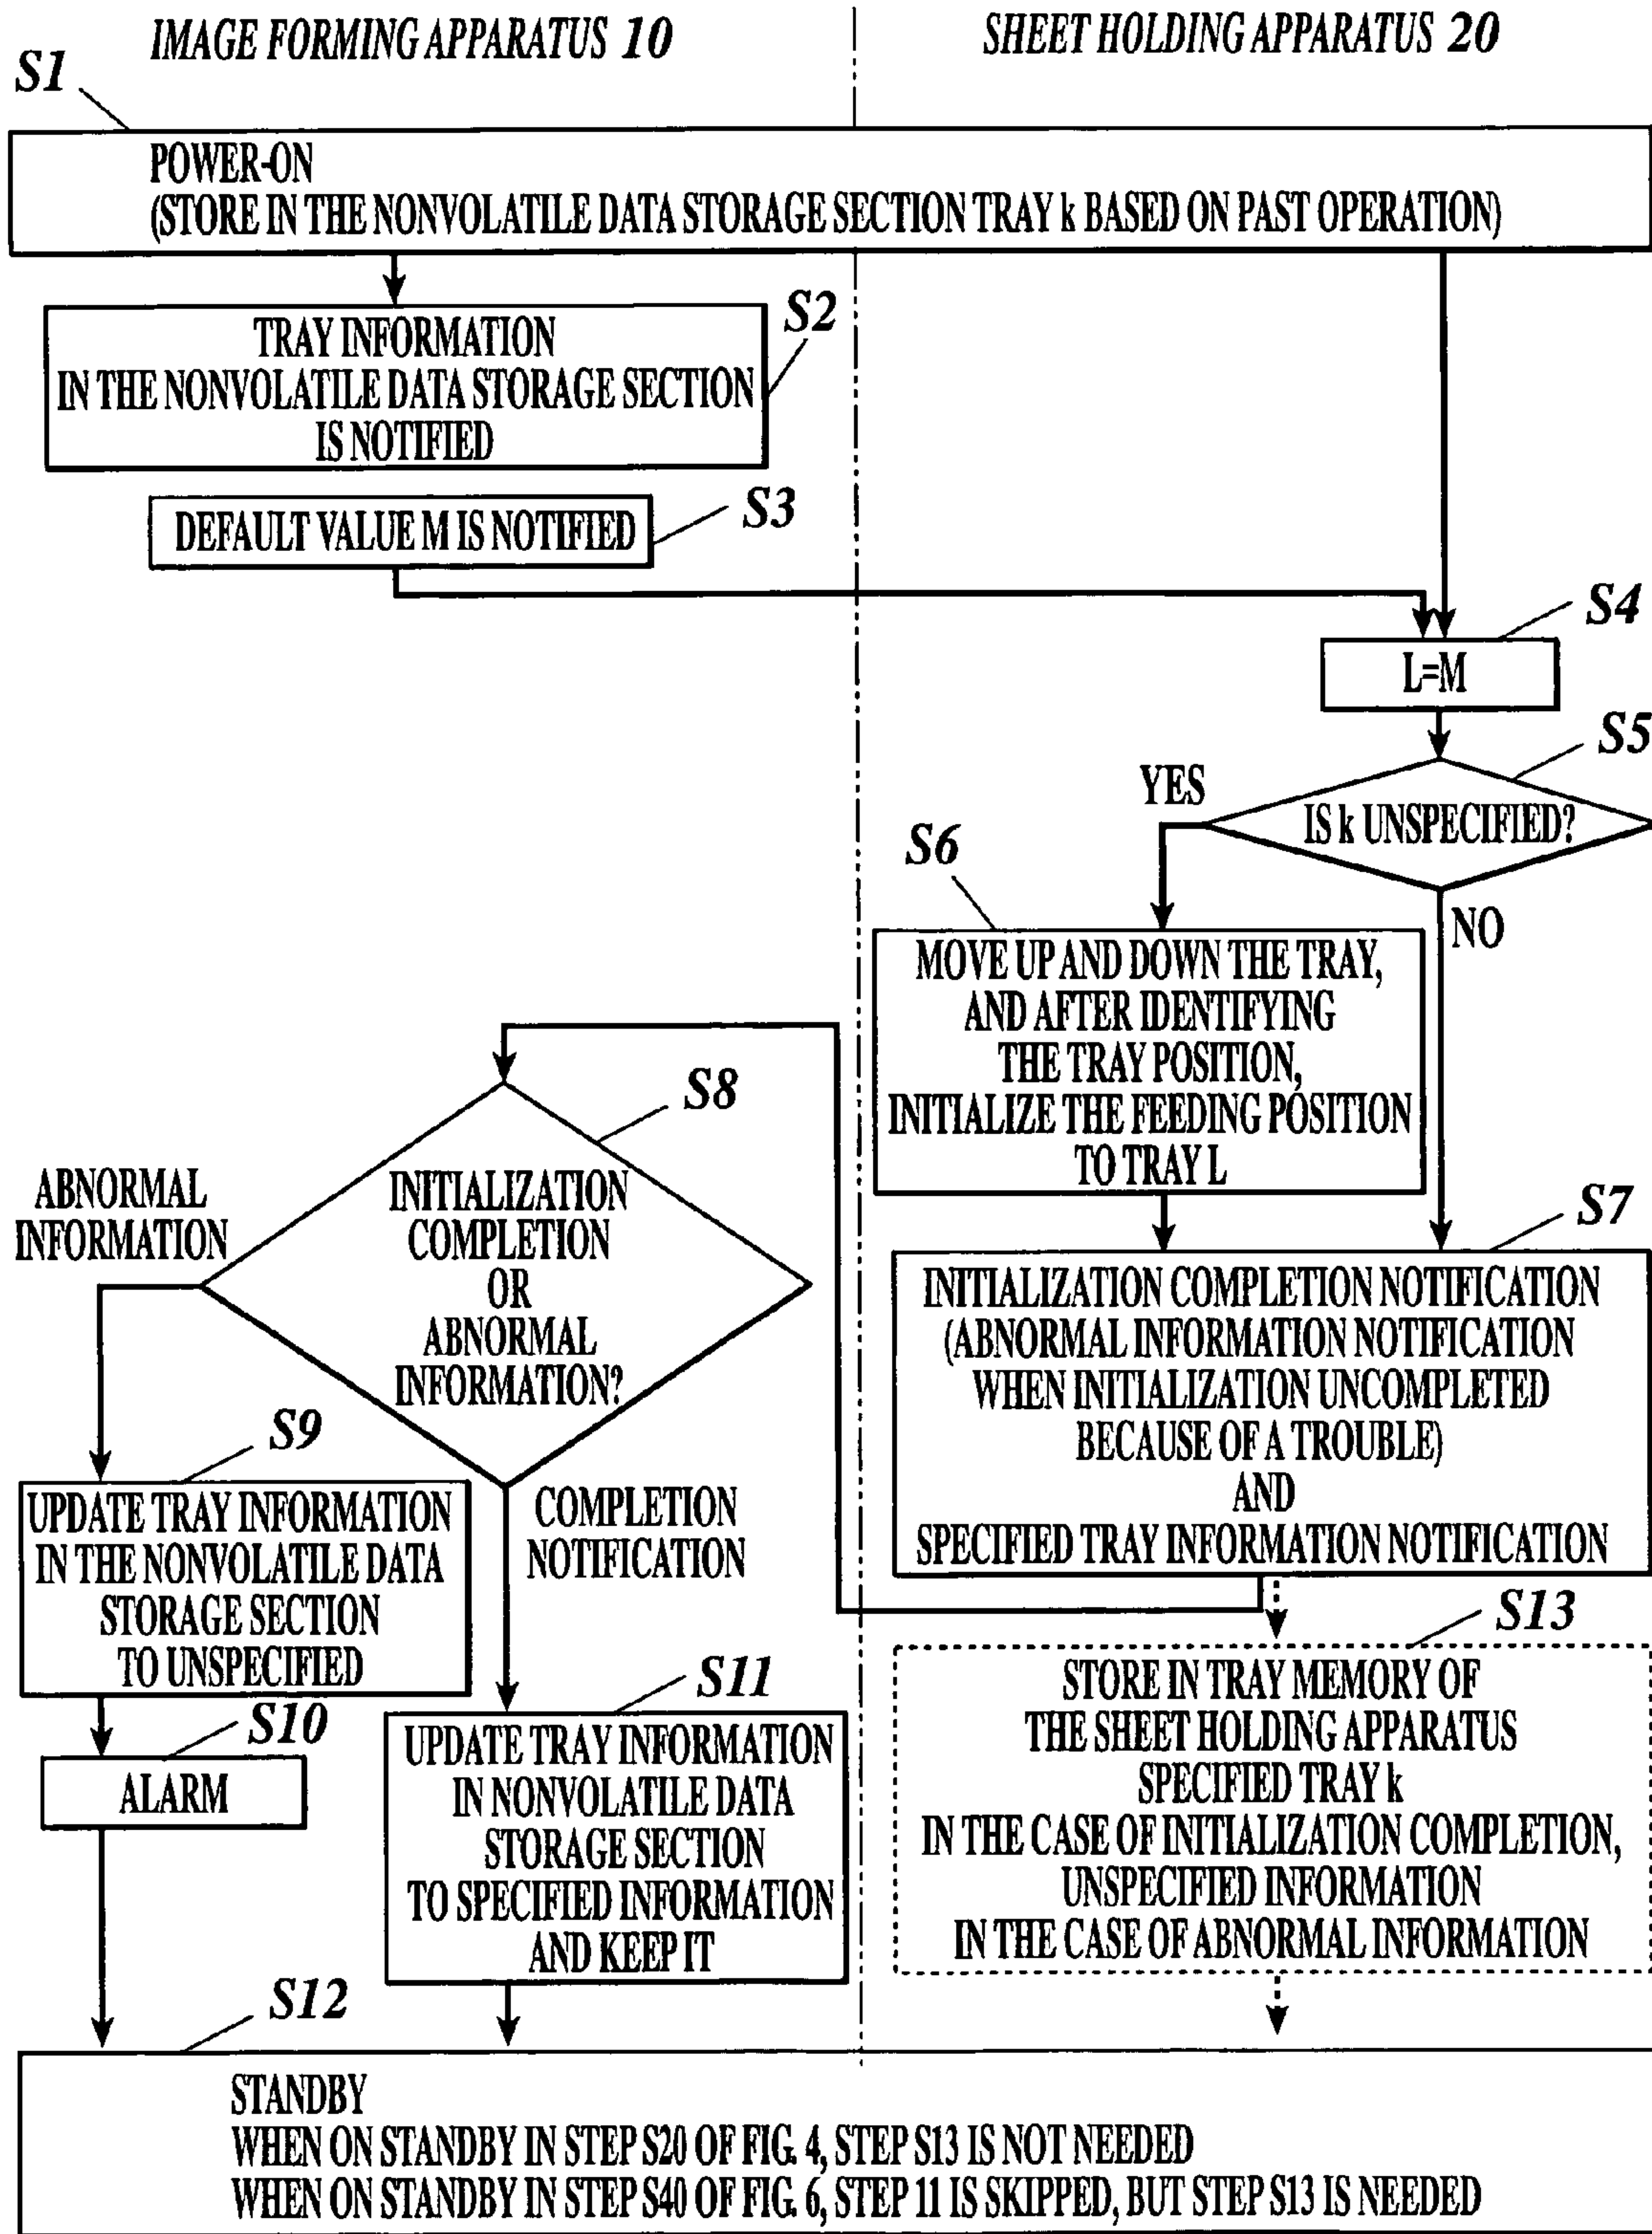 IMAGE FORMING APPARATUS 10
SHEET HOLDING APPARATUS 20
S1
POWER-ON
(STORE IN THE NONVOLATILE DATA STORAGE SECTION TRAY k BASED ON PAST OPERATION)
S2
TRAY INFORMATION
IN THE NONVOLATILE DATA STORAGE SECTION
IS NOTIFIED
S3
DEFAULT VALUE M IS NOTIFIED
S4
L=M
S5
IS k UNSPECIFIED?
YES
NO
S6
MOVE UP AND DOWN THE TRAY,
AND AFTER IDENTIFYING
THE TRAY POSITION,
INITIALIZE THE FEEDING POSITION
TO TRAY L
S7
INITIALIZATION COMPLETION NOTIFICATION
(ABNORMAL INFORMATION NOTIFICATION
WHEN INITIALIZATION UNCOMPLETED
BECAUSE OF A TROUBLE)
AND
SPECIFIED TRAY INFORMATION NOTIFICATION
S8
INITIALIZATION
COMPLETION
OR
ABNORMAL
INFORMATION?
ABNORMAL
INFORMATION
COMPLETION
NOTIFICATION
S9
UPDATE TRAY INFORMATION
IN THE NONVOLATILE DATA
STORAGE SECTION
TO UNSPECIFIED
S10
ALARM
S11
UPDATE TRAY INFORMATION
IN NONVOLATILE DATA
STORAGE SECTION
TO SPECIFIED INFORMATION
AND KEEP IT
S13
STORE IN TRAY MEMORY OF
THE SHEET HOLDING APPARATUS
SPECIFIED TRAY k
IN THE CASE OF INITIALIZATION COMPLETION,
UNSPECIFIED INFORMATION
IN THE CASE OF ABNORMAL INFORMATION
S12
STANDBY
WHEN ON STANDBY IN STEP S20 OF FIG. 4, STEP S13 IS NOT NEEDED
WHEN ON STANDBY IN STEP S40 OF FIG. 6, STEP 11 IS SKIPPED, BUT STEP S13 IS NEEDED